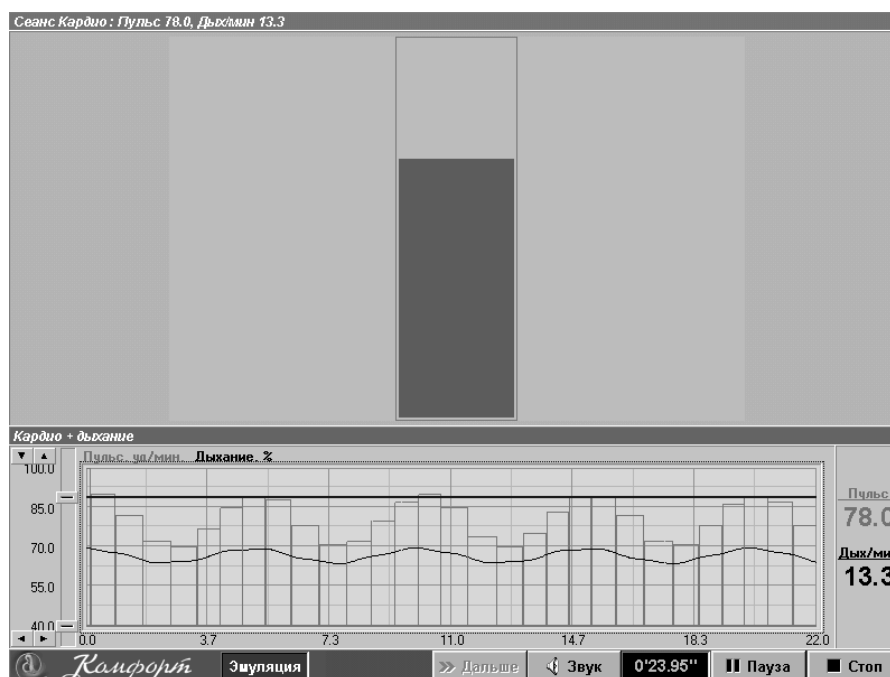 Сеанс Кардио : Пульс 78.0, Дых/мин 13.3
Кардио + дыхание
Пульс, уд/мин. Дыхание, %
100.0
85.0
70.0
55.0
40.0
0.0 3.7 7.3 11.0 14.7 18.3 22.0
Пульс
78.0
Дых/ми
13.3
Комфорт Эмуляция >> Дальше Звук 0'23.95'' Пауза Стоп